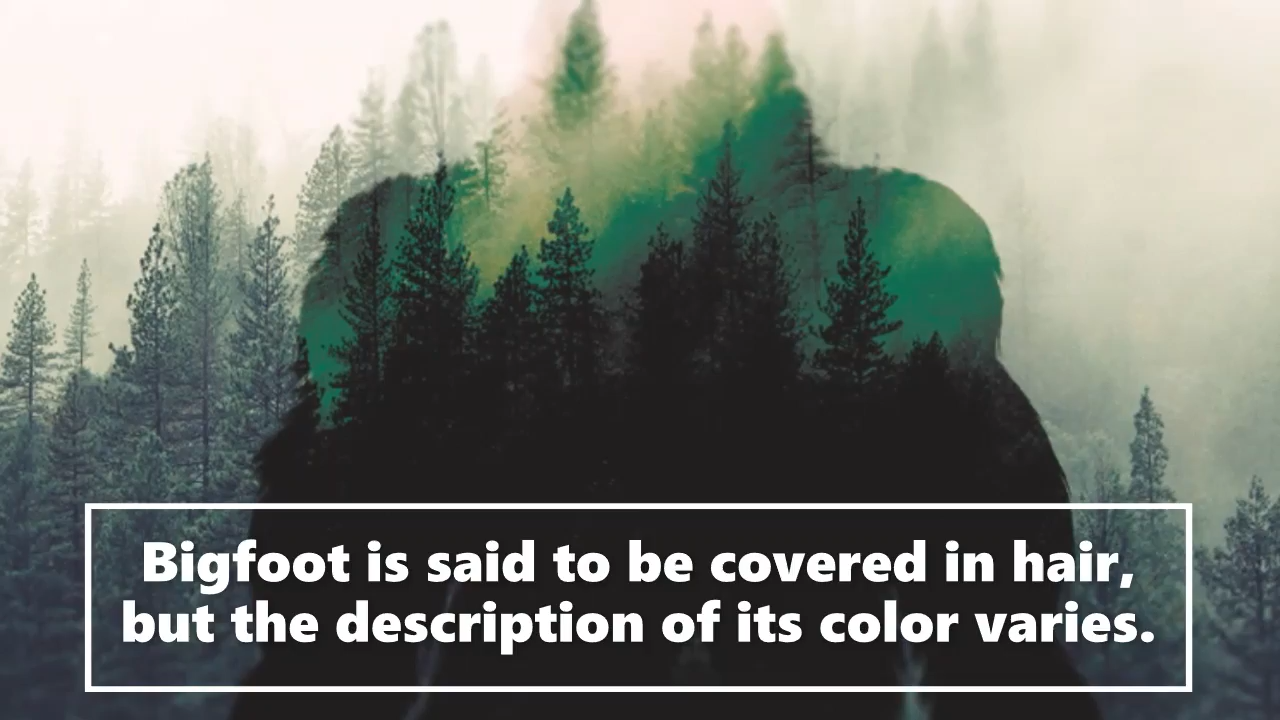 Bigfoot is said to be covered in hair,
but the description of its color varies.